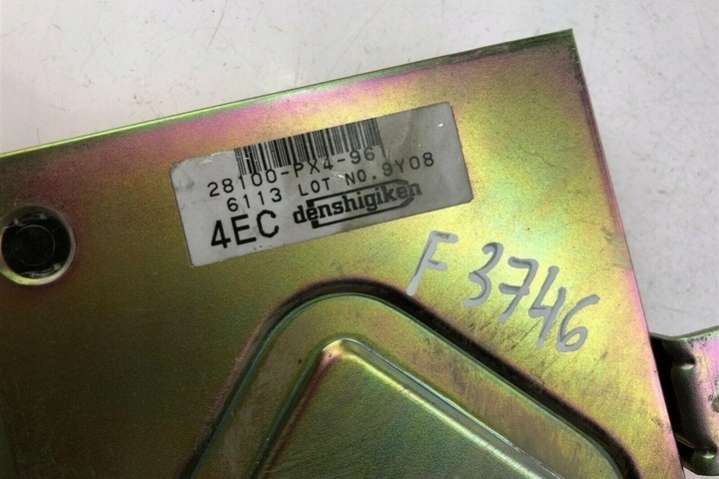 28100-PX4-961
6113 LOT NO.9Y08
4EC denshigiken
F 3746